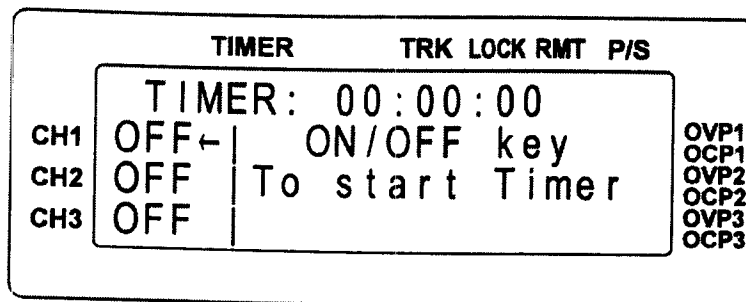 TIMER TRK LOCK RMT P/S
TIMER: 00:00:00
CH1 OFF← | ON/OFF key OVP1
OCP1
CH2 OFF | To start Timer OVP2
OCP2
CH3 OFF | OVP3
OCP3